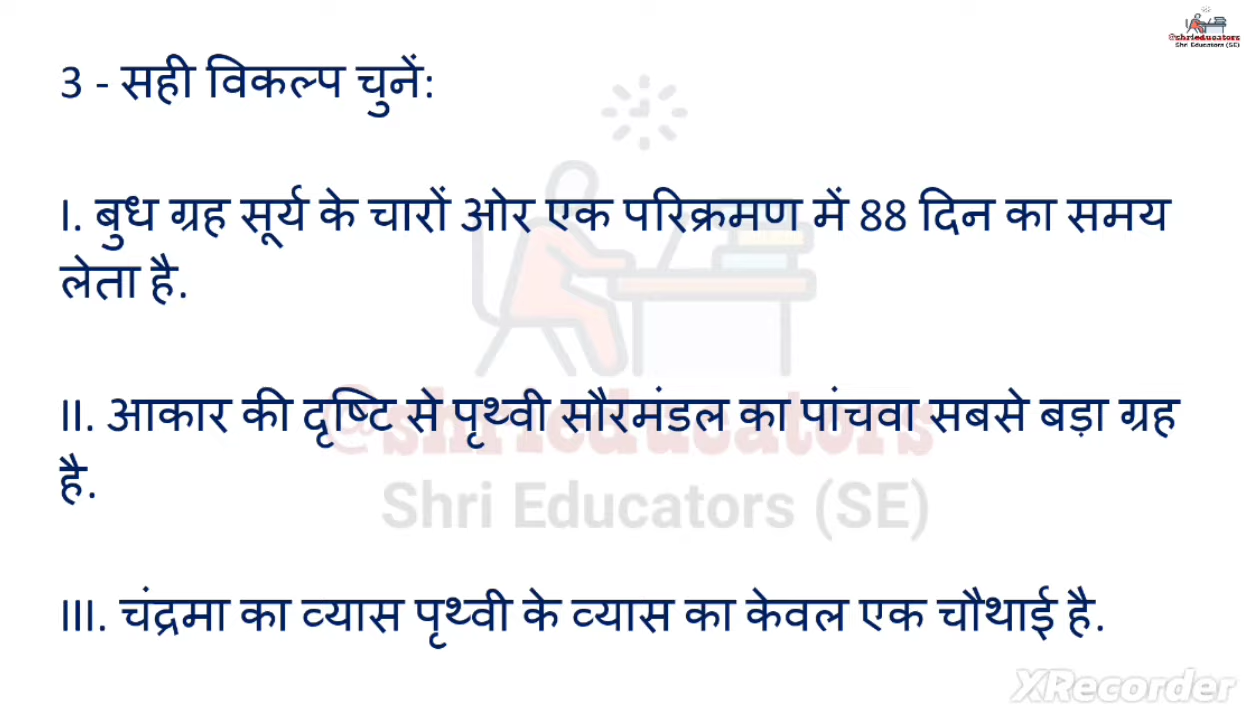 @shrieducators
Shri Educators (SE)
3 - सही विकल्प चुनें:
I. बुध ग्रह सूर्य के चारों ओर एक परिक्रमण में 88 दिन का समय
लेता है.
II. आकार की दृष्टि से पृथ्वी सौरमंडल का पांचवा सबसे बड़ा ग्रह
है.
@shrieducators
Shri Educators (SE)
III. चंद्रमा का व्यास पृथ्वी के व्यास का केवल एक चौथाई है.
XRecorder